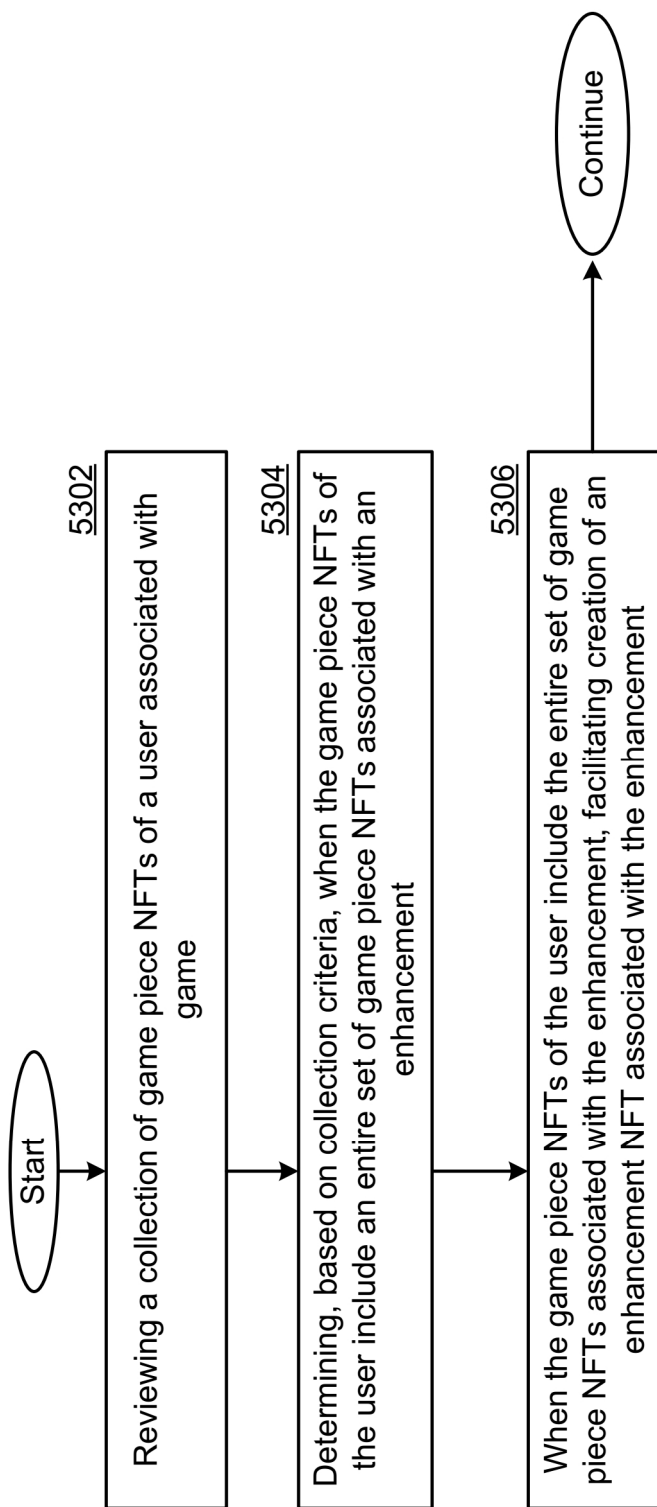 Start
5302
Reviewing a collection of game piece NFTs of a user associated with
game
5304
Determining, based on collection criteria, when the game piece NFTs of
the user include an entire set of game piece NFTs associated with an
enhancement
5306
When the game piece NFTs of the user include the entire set of game
piece NFTs associated with the enhancement, facilitating creation of an
enhancement NFT associated with the enhancement
Continue